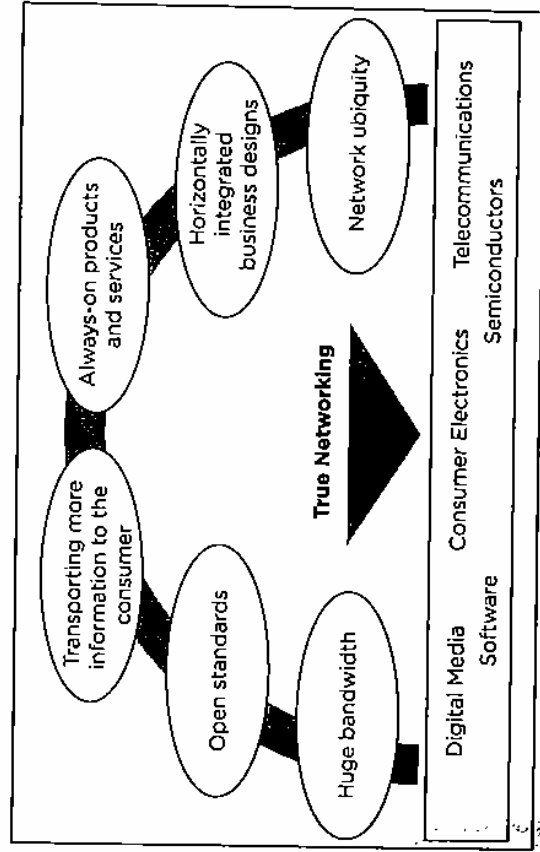 Transporting more
information to the
consumer
Always-on products
and services
Open standards
Horizontally
integrated
business designs
Huge bandwidth
True Networking
Network ubiquity
Digital Media
Consumer Electronics
Telecommunications
Software
Semiconductors